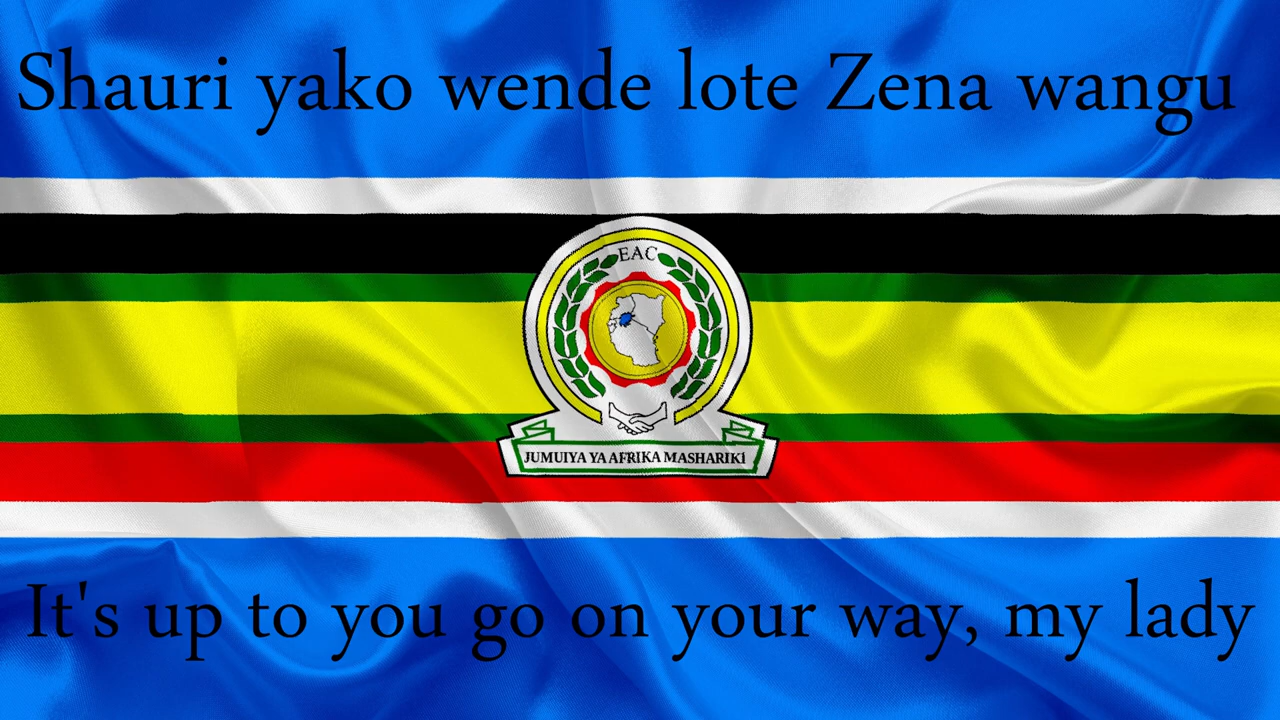 Shauri yako wende lote Zena wangu
EAC
JUMUIYA YA AFRIKA MASHARIKI
It's up to you go on your way, my lady